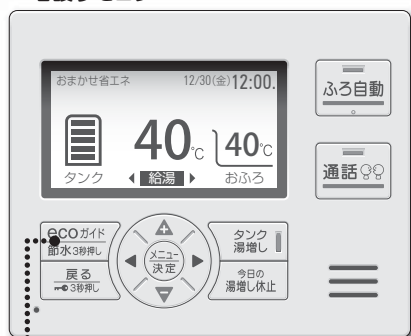 おまかせ省エネ 12/30(金)12:00.
40℃ 40℃
タンク 給湯 おふろ
ふろ自動
通話
ecoガイド
節水3秒押し
戻る
3秒押し
メニュー
決定
タンク
湯増し
今日の
湯増し休止